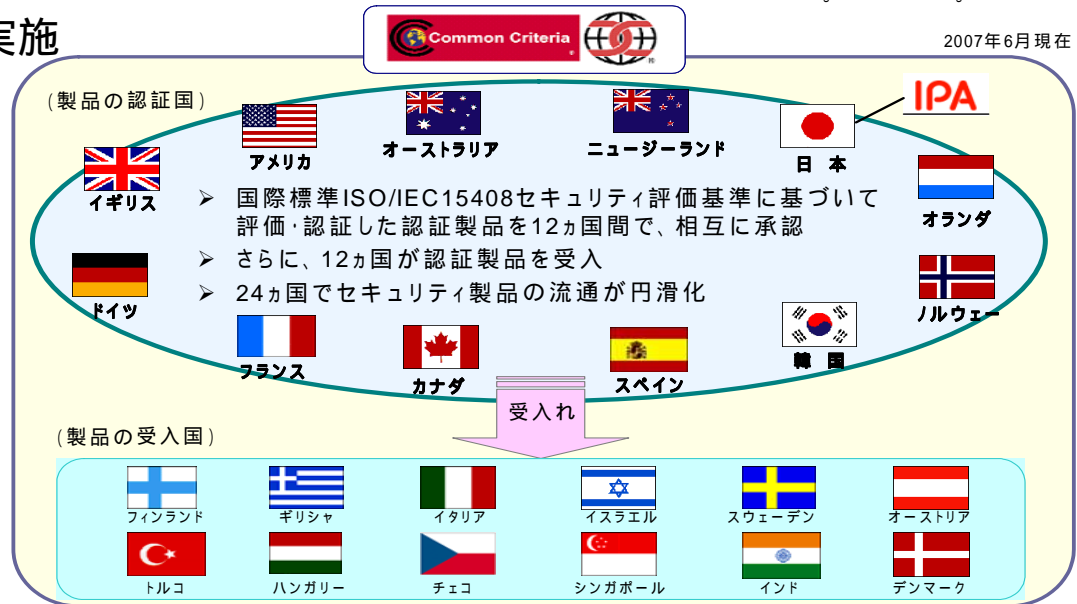 実施
Common Criteria
2007年6月現在
(製品の認証国)
IPA
アメリカ
オーストラリア
ニュージーランド
日 本
イギリス
オランダ
➢ 国際標準ISO/IEC15408セキュリティ評価基準に基づいて
評価・認証した認証製品を12ヵ国間で、相互に承認
➢ さらに、12ヵ国が認証製品を受入
➢ 24ヵ国でセキュリティ製品の流通が円滑化
ドイツ
ノルウェー
フランス
カナダ
スペイン
韓 国
受入れ
(製品の受入国)
フィンランド
ギリシャ
イタリア
イスラエル
スウェーデン
オーストリア
トルコ
ハンガリー
チェコ
シンガポール
インド
デンマーク